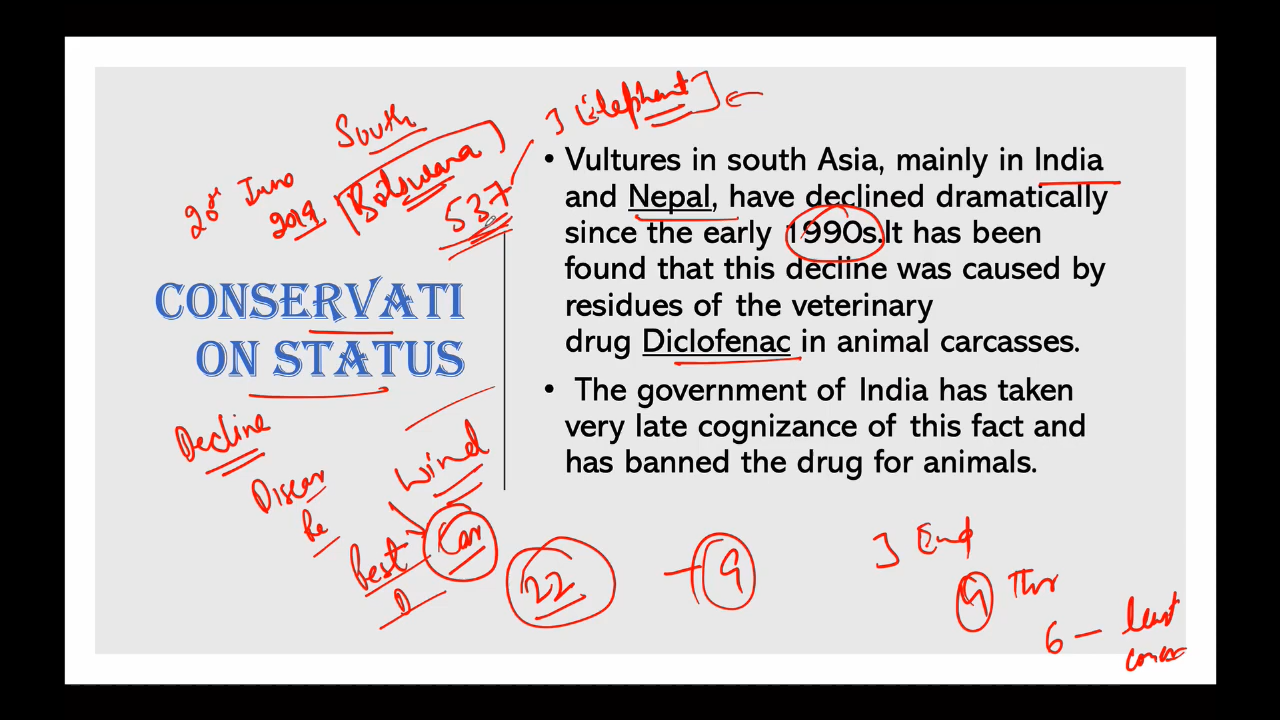 3 Elephant
South
Botswana
20 June
2019
537
• Vultures in south Asia, mainly in India
and Nepal, have declined dramatically
since the early 1990s.It has been
found that this decline was caused by
residues of the veterinary
drug Diclofenac in animal carcasses.
CONSERVATI
ON STATUS
• The government of India has taken
very late cognizance of this fact and
has banned the drug for animals.
Decline
Wind
Pest
Car
22
9
3 End
Thr
6 - least